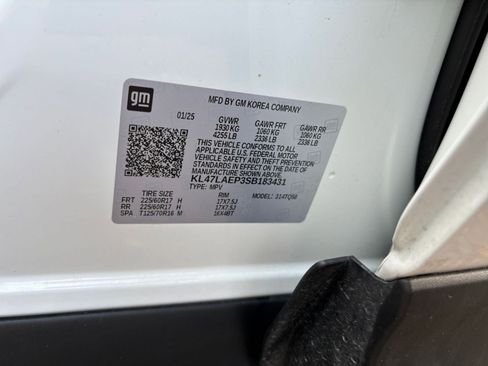 gm
MFD BY GM KOREA COMPANY
01/25 GVWR GAWR FRT GAWR RR
1930 KG 1060 KG 1060 KG
4255 LB 2336 LB 2336 LB
THIS VEHICLE CONFORMS TO ALL
APPLICABLE U.S. FEDERAL MOTOR
VEHICLE SAFETY, BUMPER, AND THEFT
PREVENTION STANDARDS IN EFFECT
ON THE DATE OF
MANUFACTURE SHOWN ABOVE.
KL47LAEP3SB183431
TYPE: MPV MODEL:
TIRE SIZE RIM
FRT 225/60R17 H 17X7.5J
RR 225/60R17 H 17X7.5J
SPA T125/70R16 M 16X4BT